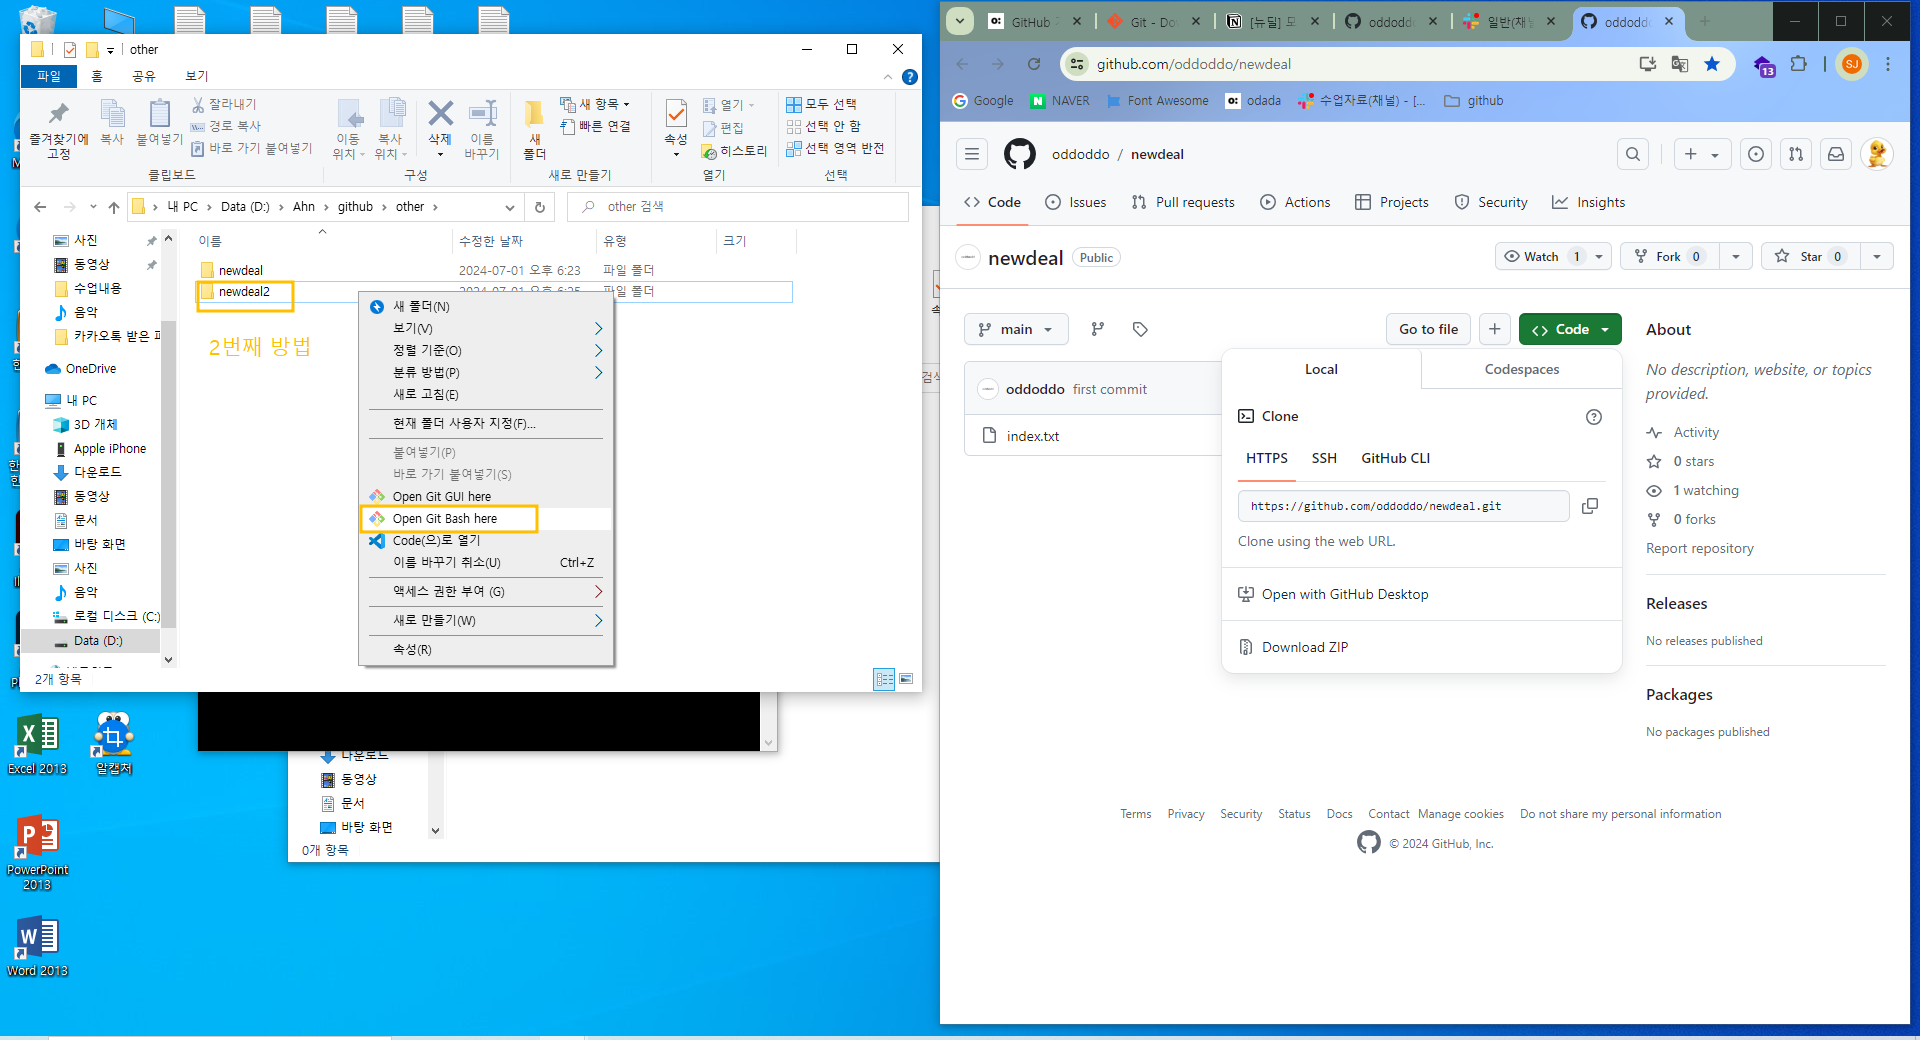 other
파일
홈
공유
보기
즐겨찾기에 고정
복사
붙여넣기
잘라내기
경로 복사
바로 가기 붙여넣기
클립보드
이동 위치
복사 위치
삭제
이름 바꾸기
구성
새 폴더
새 항목
빠른 연결
새로 만들기
속성
열기
편집
히스토리
열기
모두 선택
선택 안 함
선택 영역 반전
선택
내 PC > Data (D:) > Ahn > github > other >
other 검색
사진
동영상
수업내용
음악
카카오톡 받은 파
OneDrive
내 PC
3D 개체
Apple iPhone
다운로드
동영상
문서
바탕 화면
사진
음악
로컬 디스크 (C:)
Data (D:)
2개 항목
이름 수정한 날짜 유형 크기
newdeal 2024-07-01 오후 6:23 파일 폴더
newdeal2 2024-07-01 오후 6:25 파일 폴더
2번째 방법
새 폴더(N)
보기(V)
정렬 기준(O)
분류 방법(P)
새로 고침(E)
현재 폴더 사용자 지정(F)...
붙여넣기(P)
바로 가기 붙여넣기(S)
Open Git GUI here
Open Git Bash here
Code(으)로 열기
이름 바꾸기 취소(U) Ctrl+Z
액세스 권한 부여 (G)
새로 만들기(W)
속성(R)
다운로드
동영상
문서
바탕 화면
0개 항목
Excel 2013
알캡처
PowerPoint 2013
Word 2013
GitHub
Git - Do
[뉴딜]
oddodd
일반(채널
oddodd
github.com/oddoddo/newdeal
13
SJ
Google
NAVER
Font Awesome
odada
수업자료(채널) - [...
github
oddoddo / newdeal
Code
Issues
Pull requests
Actions
Projects
Security
Insights
newdeal Public
Watch 1
Fork 0
Star 0
main
Go to file
Code
oddoddo first commit
index.txt
Local
Codespaces
Clone
HTTPS
SSH
GitHub CLI
https://github.com/oddoddo/newdeal.git
Clone using the web URL.
Open with GitHub Desktop
Download ZIP
About
No description, website, or topics
provided.
Activity
0 stars
1 watching
0 forks
Report repository
Releases
No releases published
Packages
No packages published
Terms Privacy Security Status Docs Contact Manage cookies Do not share my personal information
© 2024 GitHub, Inc.